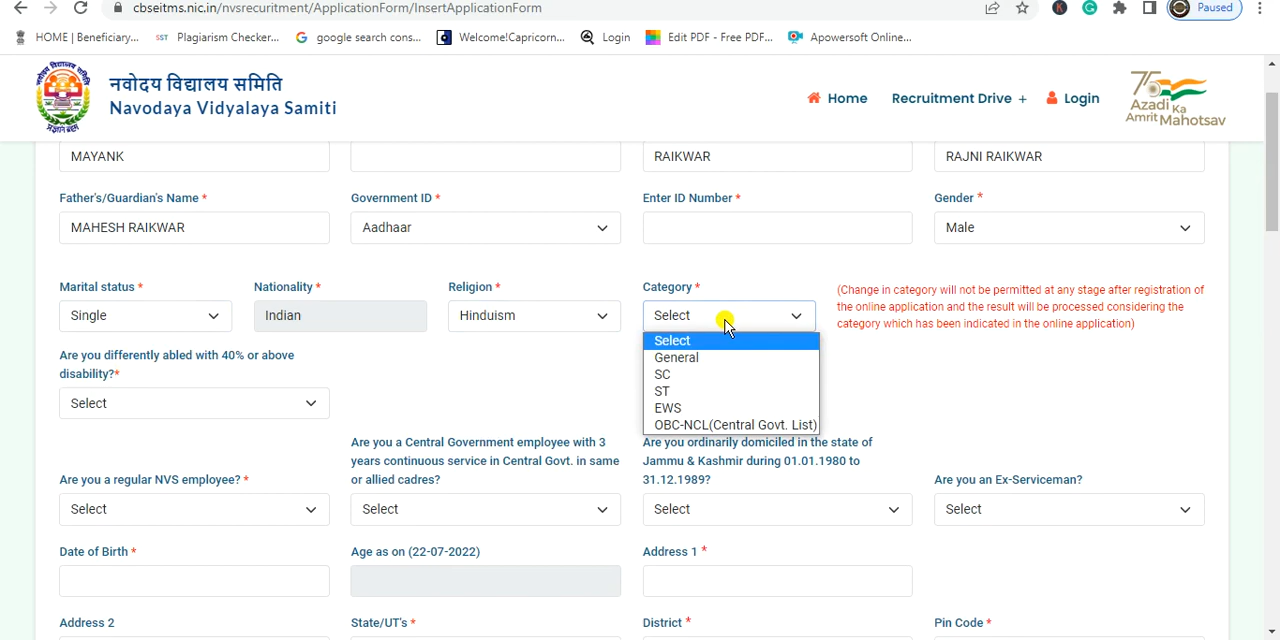 cbseitms.nic.in/nvsrecuritment/ApplicationForm/InsertApplicationForm
K
G
Paused
HOME | Beneficiary...
SST Plagiarism Checker...
google search cons...
Welcome!Capricorn...
Login
Edit PDF - Free PDF...
Apowersoft Online...
नवोदय विद्यालय समिति
Navodaya Vidyalaya Samiti
Home
Recruitment Drive +
Login
75
Azadi Ka
Amrit Mahotsav
MAYANK
RAIKWAR
RAJNI RAIKWAR
Father's/Guardian's Name *
Government ID *
Enter ID Number *
Gender *
MAHESH RAIKWAR
Aadhaar
Male
Marital status *
Nationality *
Religion *
Category *
Single
Indian
Hinduism
Select
(Change in category will not be permitted at any stage after registration of
the online application and the result will be processed considering the
category which has been indicated in the online application)
Select
General
SC
ST
EWS
OBC-NCL(Central Govt. List)
Are you differently abled with 40% or above
disability?*
Select
Are you a regular NVS employee? *
Select
Are you a Central Government employee with 3
years continuous service in Central Govt. in same
or allied cadres?
Select
Are you ordinarily domiciled in the state of
Jammu & Kashmir during 01.01.1980 to
31.12.1989?
Select
Are you an Ex-Serviceman?
Select
Date of Birth *
Age as on (22-07-2022)
Address 1 *
Address 2
State/UT's *
District *
Pin Code *